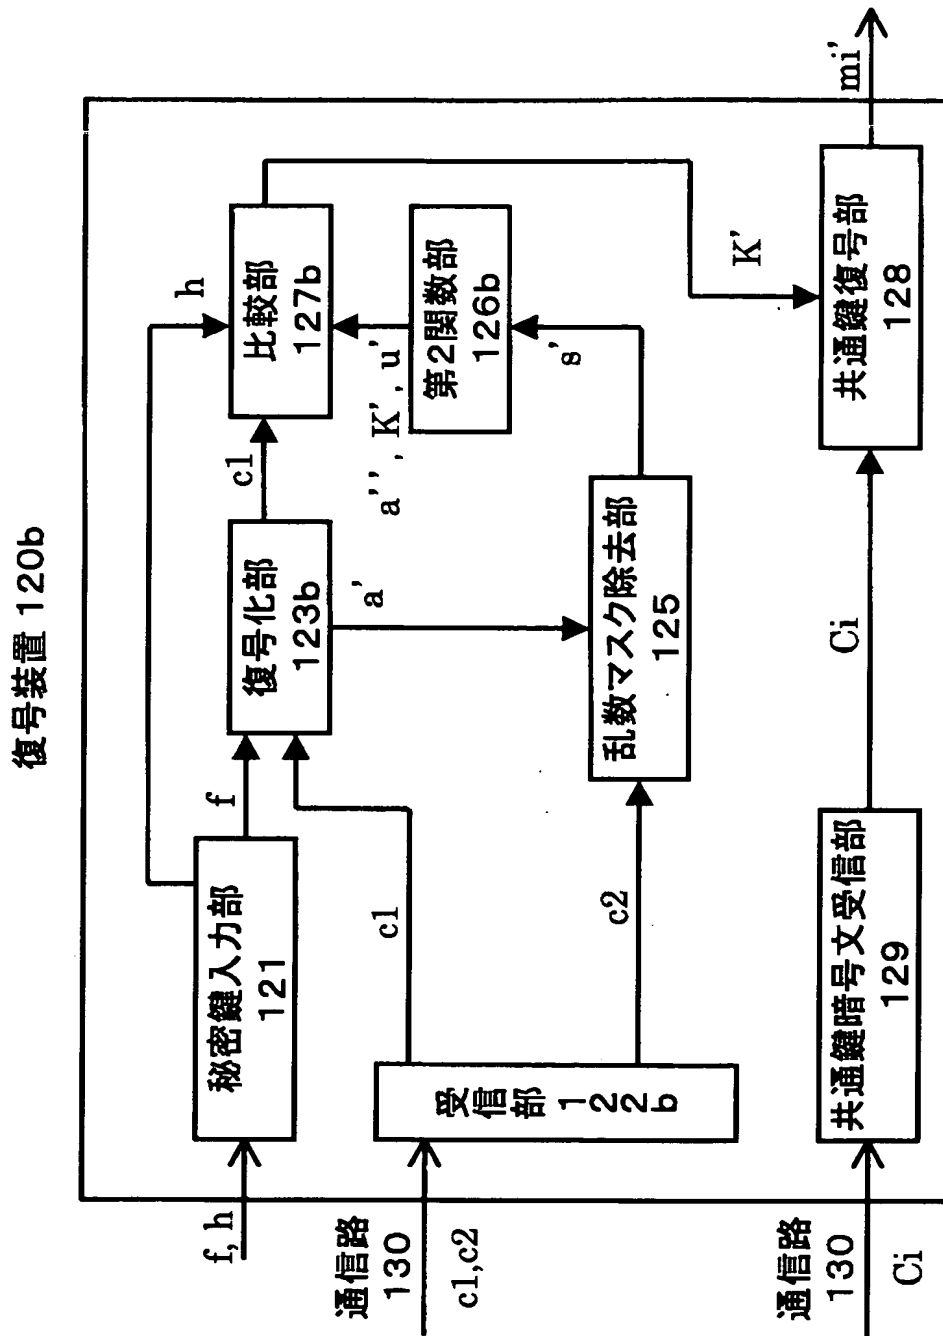 復号装置 120b
f, h
秘密鍵入力部
121
f
h
復号化部
123b
c1
比較部
127b
a'
a'', K', u'
第2関数部
126b
s'
通信路
130
c1,c2
受信部 122b
c1
c2
乱数マスク除去部
125
K'
通信路
130
Ci
共通鍵暗号文受信部
129
Ci
共通鍵復号部
128
mi'